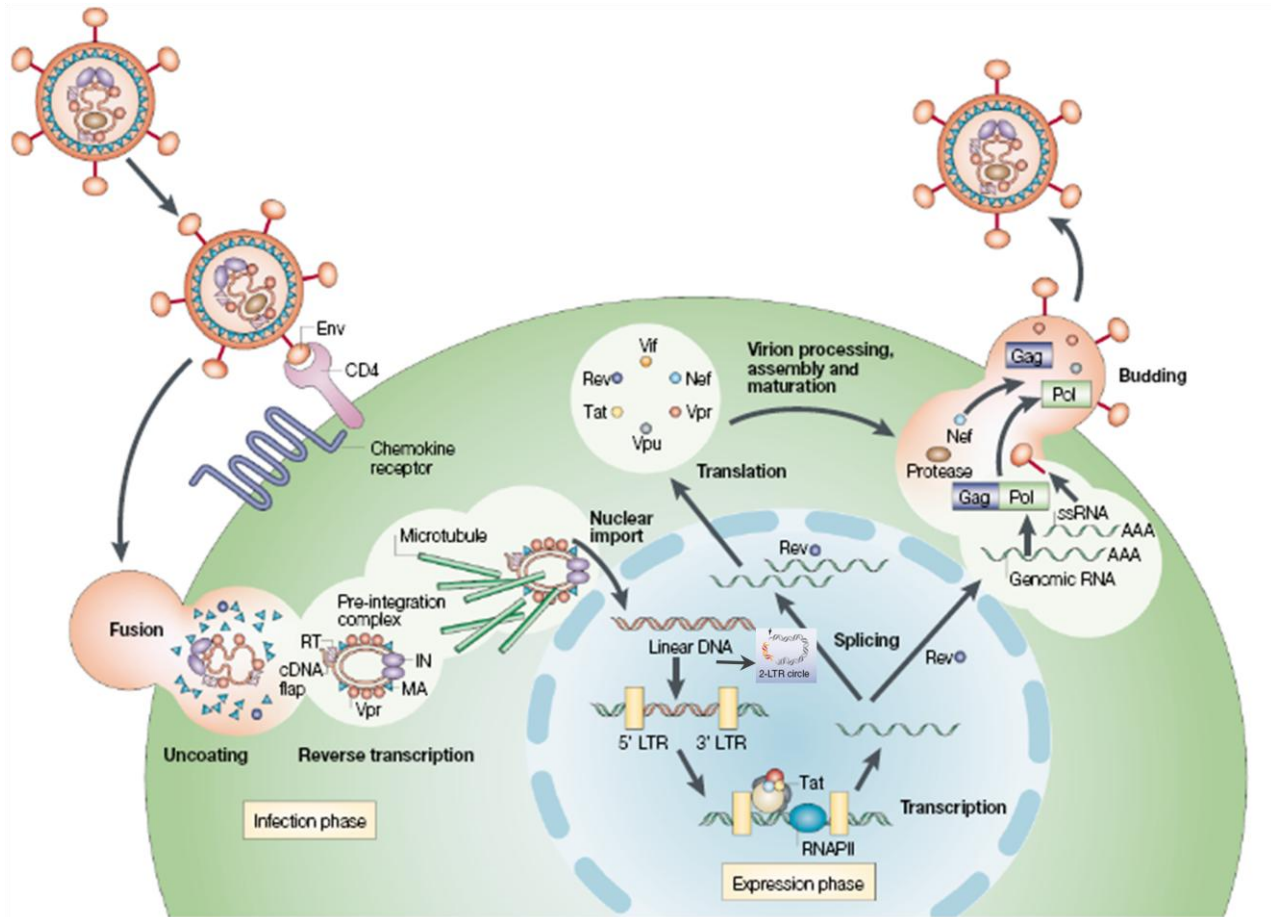 Env
CD4
Chemokine
receptor
Fusion
Uncoating
RT
cDNA
flap
Vpr
Pre-integration
complex
IN
MA
Reverse transcription
Infection phase
Microtubule
Nuclear
import
Linear DNA
2-LTR circle
5' LTR
3' LTR
Tat
RNAPII
Transcription
Expression phase
Splicing
Rev
Rev
Translation
Vif
Rev
Nef
Tat
Vpr
Vpu
Virion processing,
assembly and
maturation
Gag
Pol
Budding
Nef
Protease
Gag
Pol
ssRNA
AAA
AAA
Genomic RNA